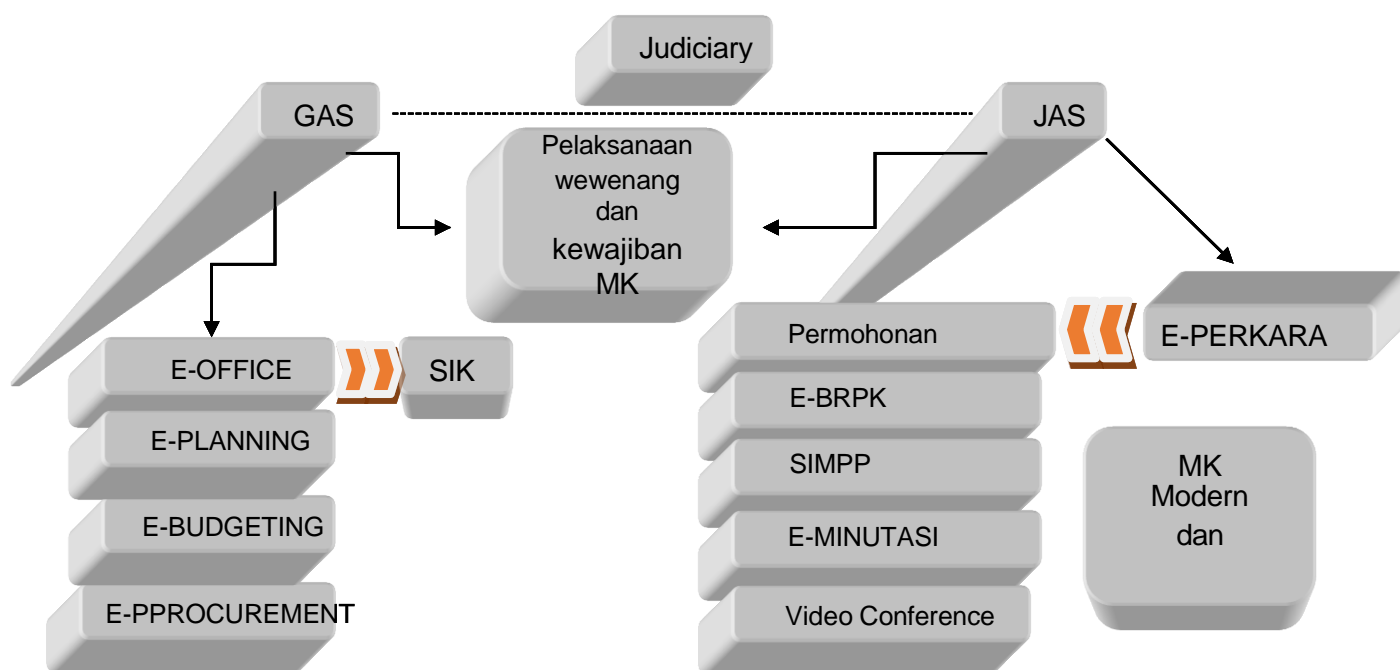 Judiciary
GAS
JAS
Pelaksanaan
wewenang
dan
kewajiban
MK
Permohonan
E-PERKARA
E-OFFICE
SIK
E-BRPK
E-PLANNING
SIMPP
MK
Modern
dan
E-BUDGETING
E-MINUTASI
E-PPROCUREMENT
Video Conference